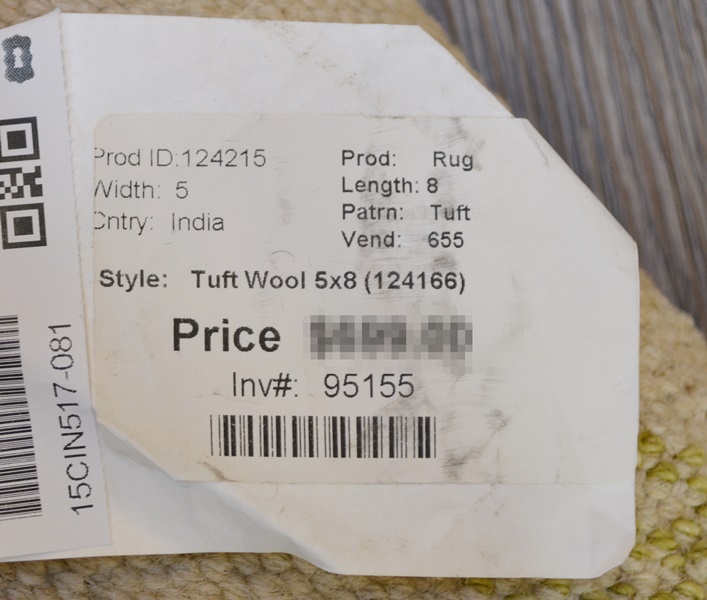 Prod ID:124215 Prod: Rug
Width: 5 Length: 8
Cntry: India Patrn: Tuft
Vend: 655
Style: Tuft Wool 5x8 (124166)
Price
Inv#: 95155
15CIN517-081